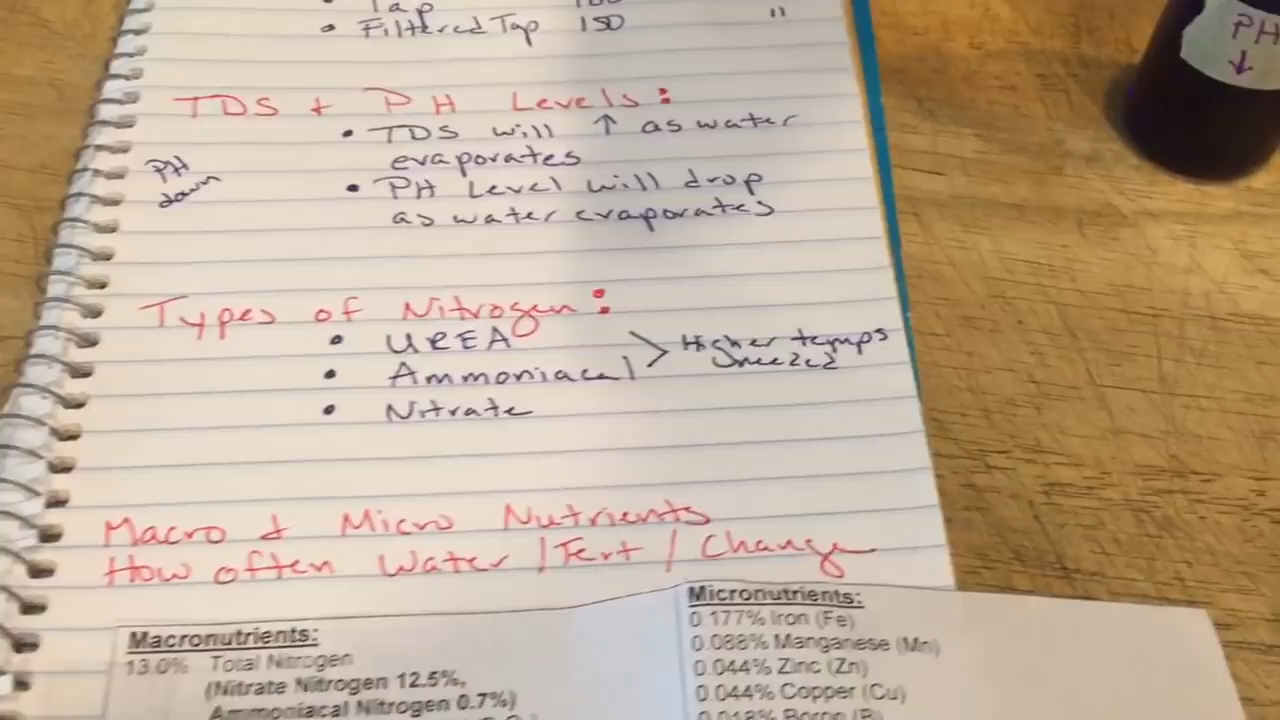 Tap
Filtered Tap 150 "
TDS + PH Levels:
TDS will ↑ as water
evaporates
PH
down
PH Level will drop
as water evaporates
Types of Nitrogen:
UREA
Ammoniacal > Higher temps
needed
Nitrate
Macro & Micro Nutrients
How often Water / Fert / Change
Macronutrients:
13.0% Total Nitrogen
(Nitrate Nitrogen 12.5%,
Ammoniacal Nitrogen 0.7%)
Micronutrients:
0.177% Iron (Fe)
0.088% Manganese (Mn)
0.044% Zinc (Zn)
0.044% Copper (Cu)
Boron
PH
↓